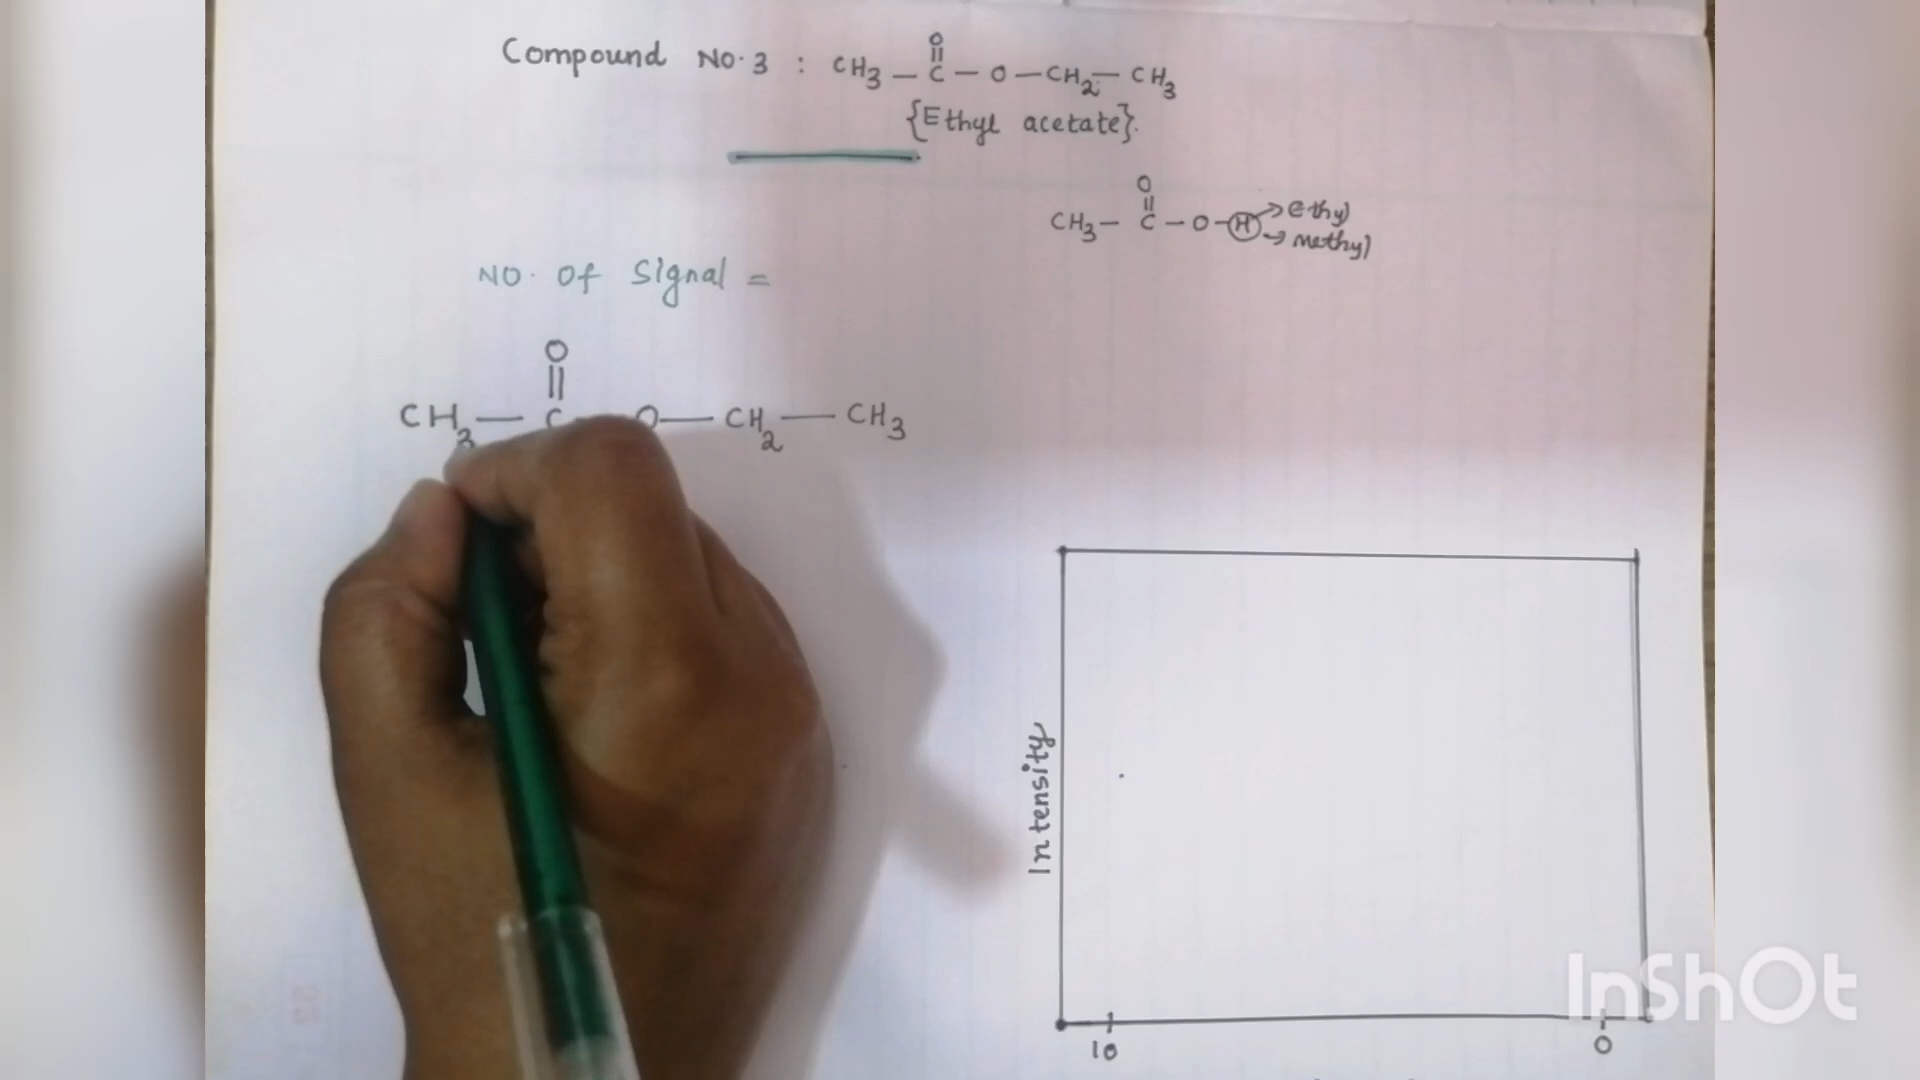 Compound No. 3 : CH3 — C — O — CH2 — CH3
O
{Ethyl acetate}.
O
CH3 — C — O — H → ethyl
→ methyl
NO. Of Signal =
O
CH3 — C — O — CH2 — CH3
Intensity
10 0
InShOt